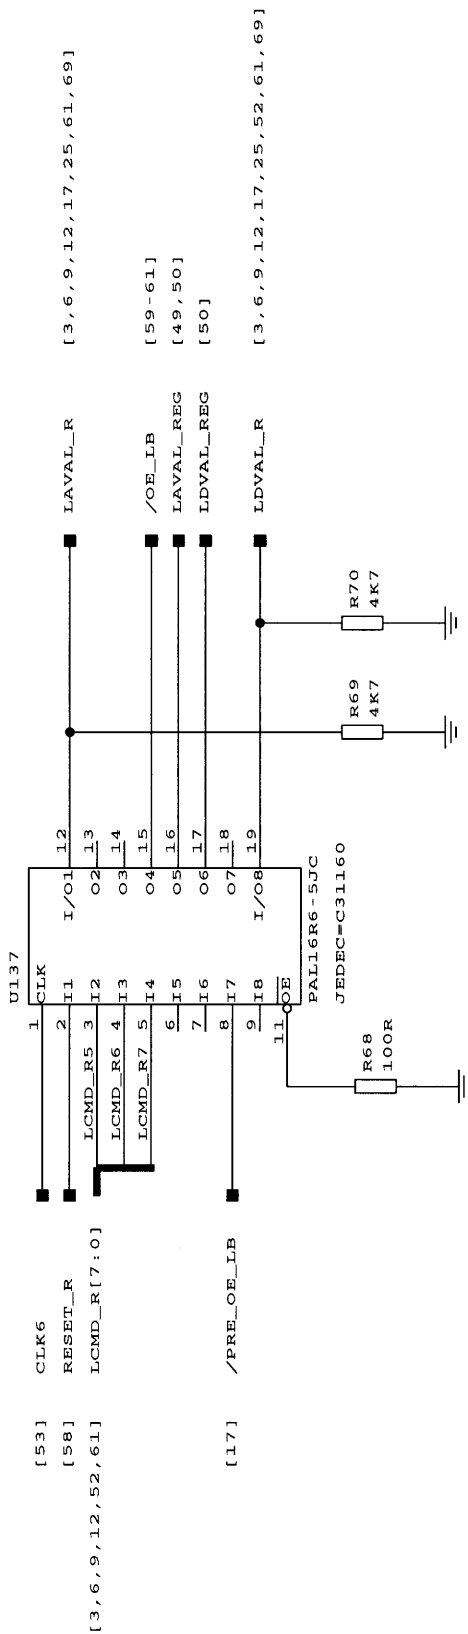 U137
[53] CLK6 1 CLK
[58] RESET_R 2 I1 I/O1 12 LAVAL_R [3,6,9,12,17,25,61,69]
[3,6,9,12,52,61] LCMD_R[7:0] LCMD_R5 3 I2 O2 13
LCMD_R6 4 I3 O3 14
LCMD_R7 5 I4 O4 15 /OE_LB [59-61]
6 I5 O5 16 LAVAL_REG [49,50]
7 I6 O6 17 LDVAL_REG [50]
[17] /PRE_OE_LB 8 I7 O7 18
9 I8 I/O8 19 LDVAL_R [3,6,9,12,17,25,52,61,69]
11 OE
PAL16R6-5JC
JEDEC=C31160
R68
100R
R69
4K7
R70
4K7